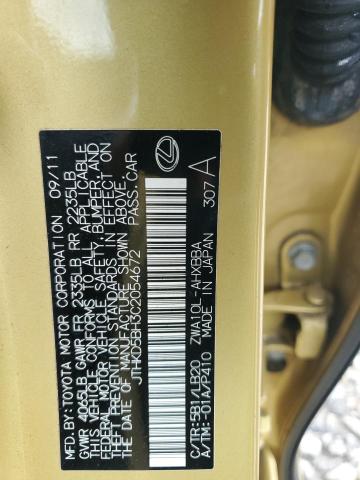 MFD.BY:TOYOTA MOTOR CORPORATION 09/11
GVWR 4065LB GAWR FR 2335LB RR 2235LB
THIS VEHICLE CONFORMS TO ALL APPLICABLE
FEDERAL MOTOR VEHICLE SAFETY, BUMPER, AND
THEFT PREVENTION STANDARDS IN EFFECT ON
THE DATE OF MANUFACTURE SHOWN ABOVE.
JTHKD5BH3C2054672 PASS.CAR
C/TR:5B1/LB20 ZWA10L-AHXBBA
A/TM:-01A/P410 MADE IN JAPAN 307 A